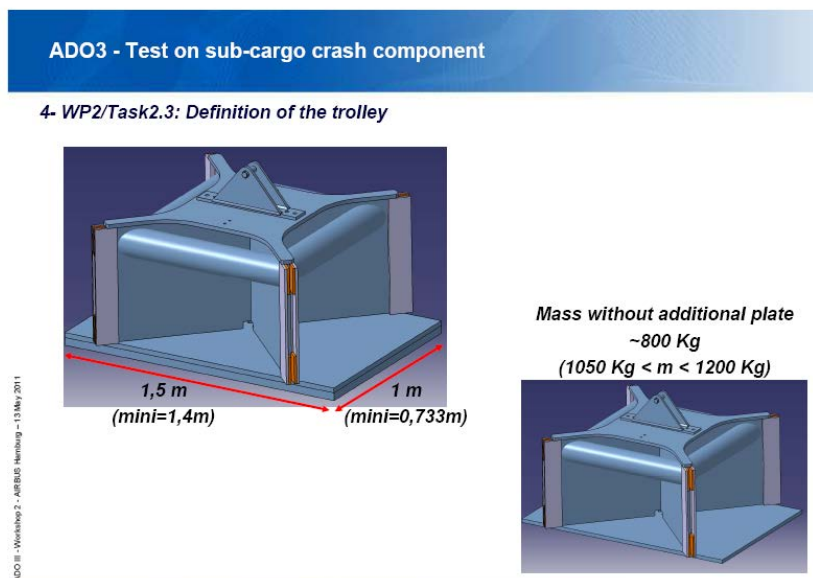 ADO3 - Test on sub-cargo crash component
4- WP2/Task2.3: Definition of the trolley
1,5 m
(mini=1,4m)
1 m
(mini=0,733m)
Mass without additional plate
~800 Kg
(1050 Kg < m < 1200 Kg)
ADO III - Workshop 2 - AIRBUS Hamburg – 13 May 2011